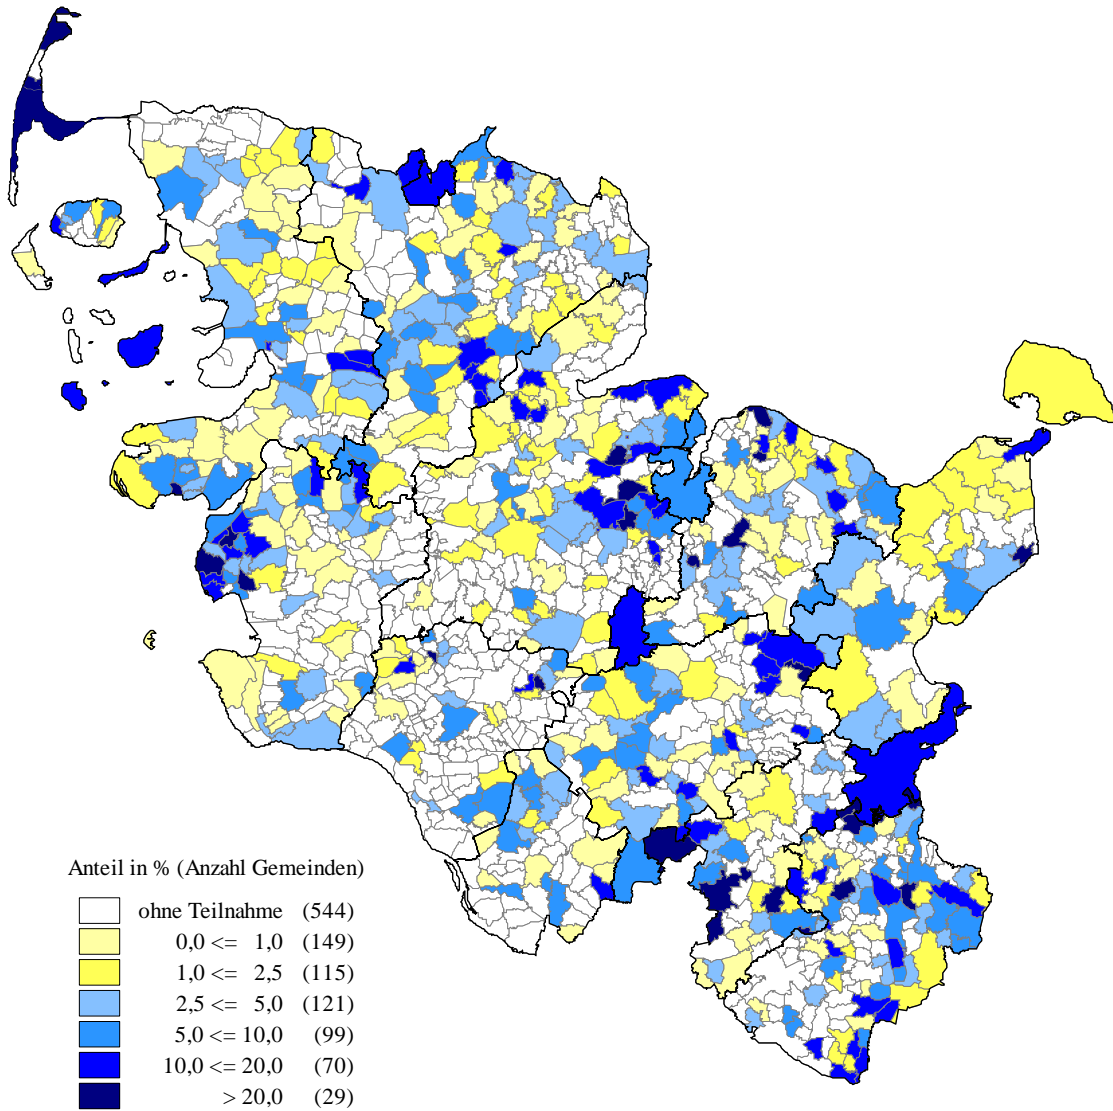 Anteil in % (Anzahl Gemeinden)
ohne Teilnahme (544)
0,0 <= 1,0 (149)
1,0 <= 2,5 (115)
2,5 <= 5,0 (121)
5,0 <= 10,0 (99)
10,0 <= 20,0 (70)
> 20,0 (29)